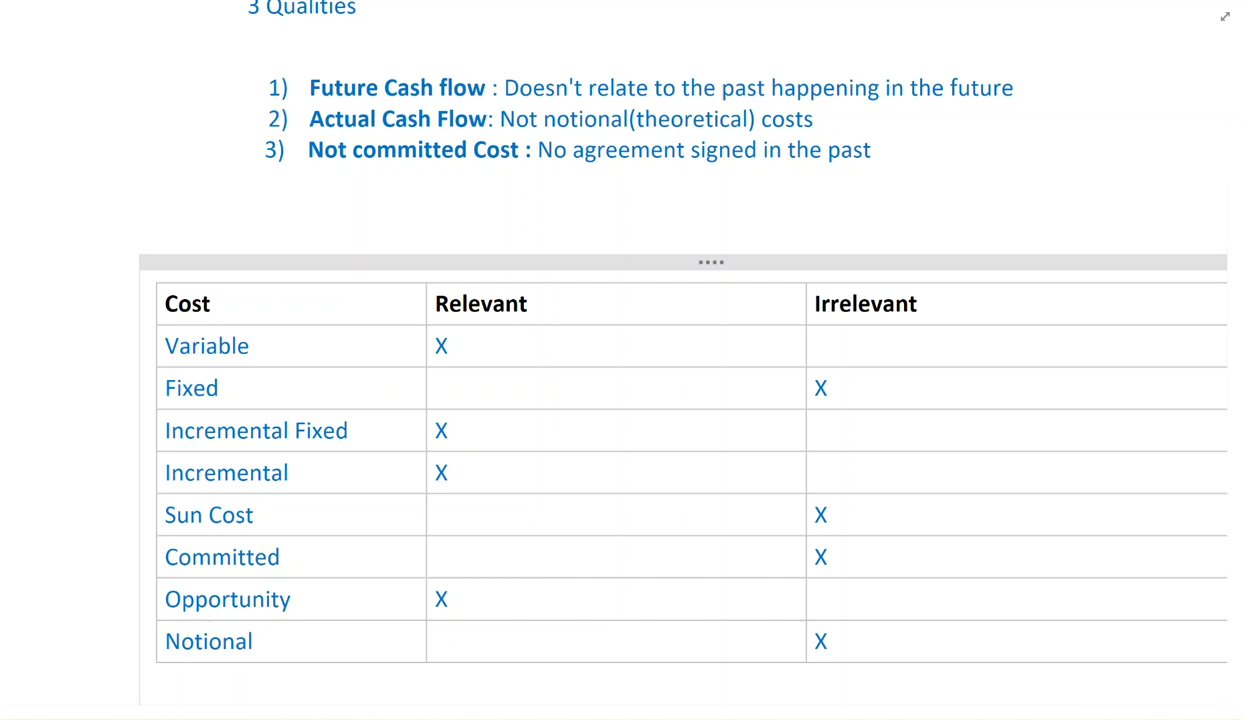 3 Qualities
1) Future Cash flow : Doesn't relate to the past happening in the future
2) Actual Cash Flow: Not notional(theoretical) costs
3) Not committed Cost : No agreement signed in the past
Cost Relevant Irrelevant
Variable X
Fixed X
Incremental Fixed X
Incremental X
Sun Cost X
Committed X
Opportunity X
Notional X